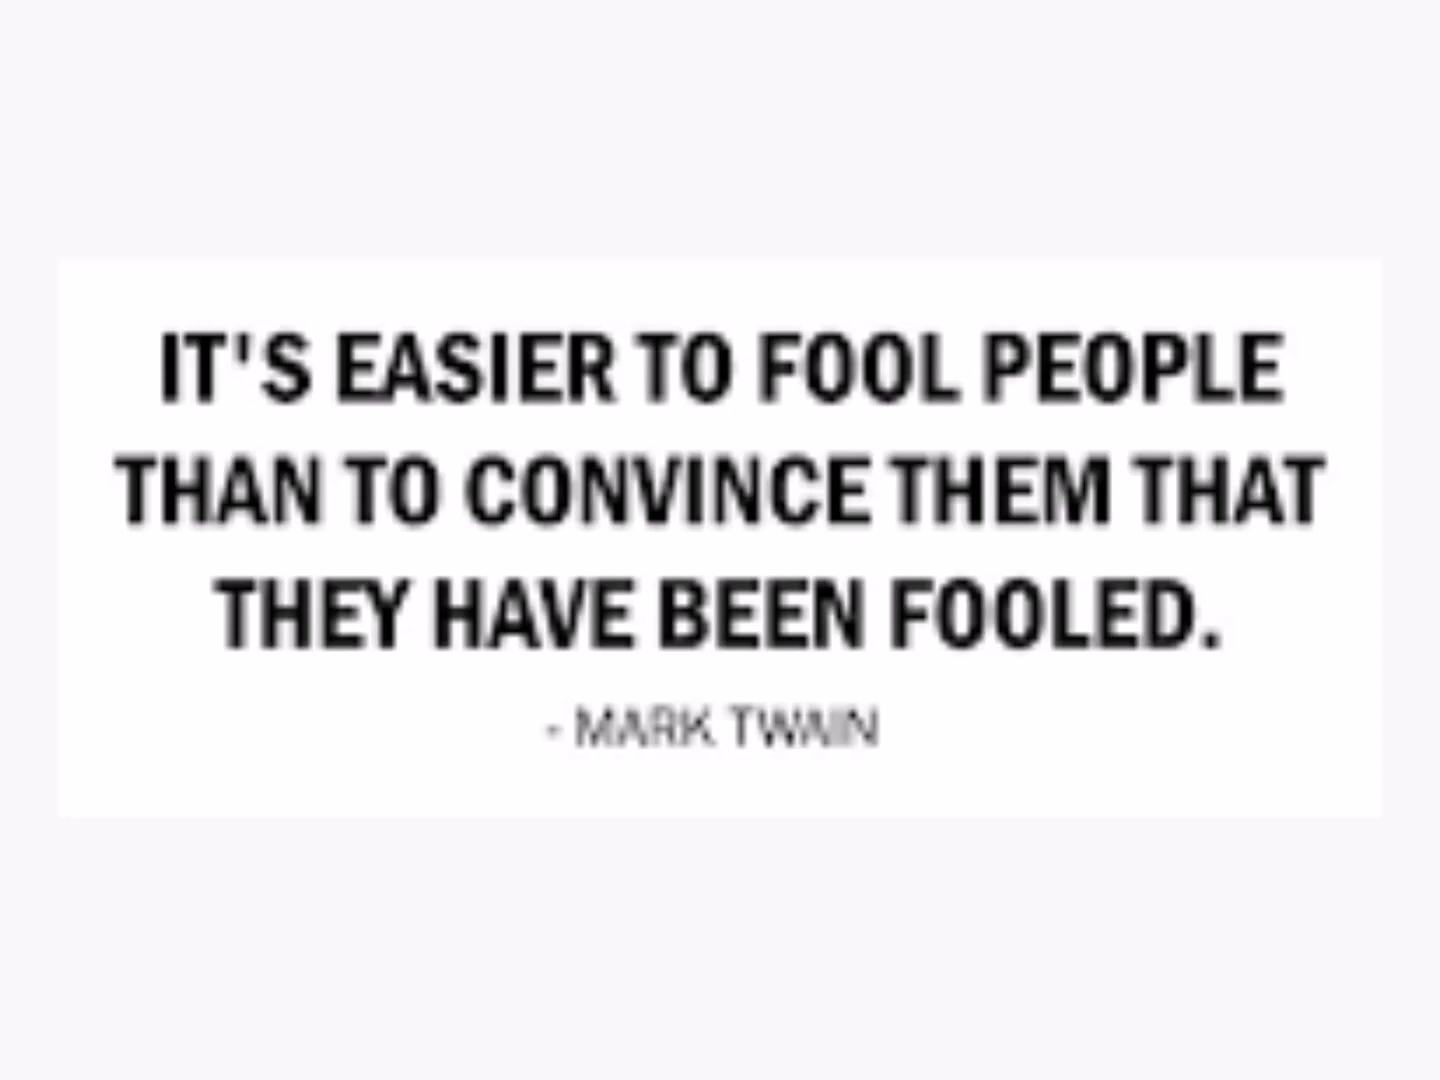 IT'S EASIER TO FOOL PEOPLE
THAN TO CONVINCE THEM THAT
THEY HAVE BEEN FOOLED.
- MARK TWAIN